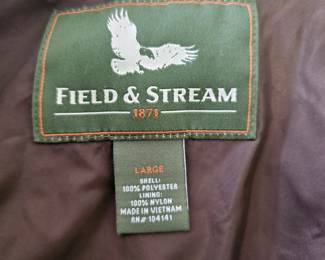 FIELD & STREAM
1871
LARGE
SHELL:
100% POLYESTER
LINING:
100% NYLON
MADE IN VIETNAM
RN# 104141